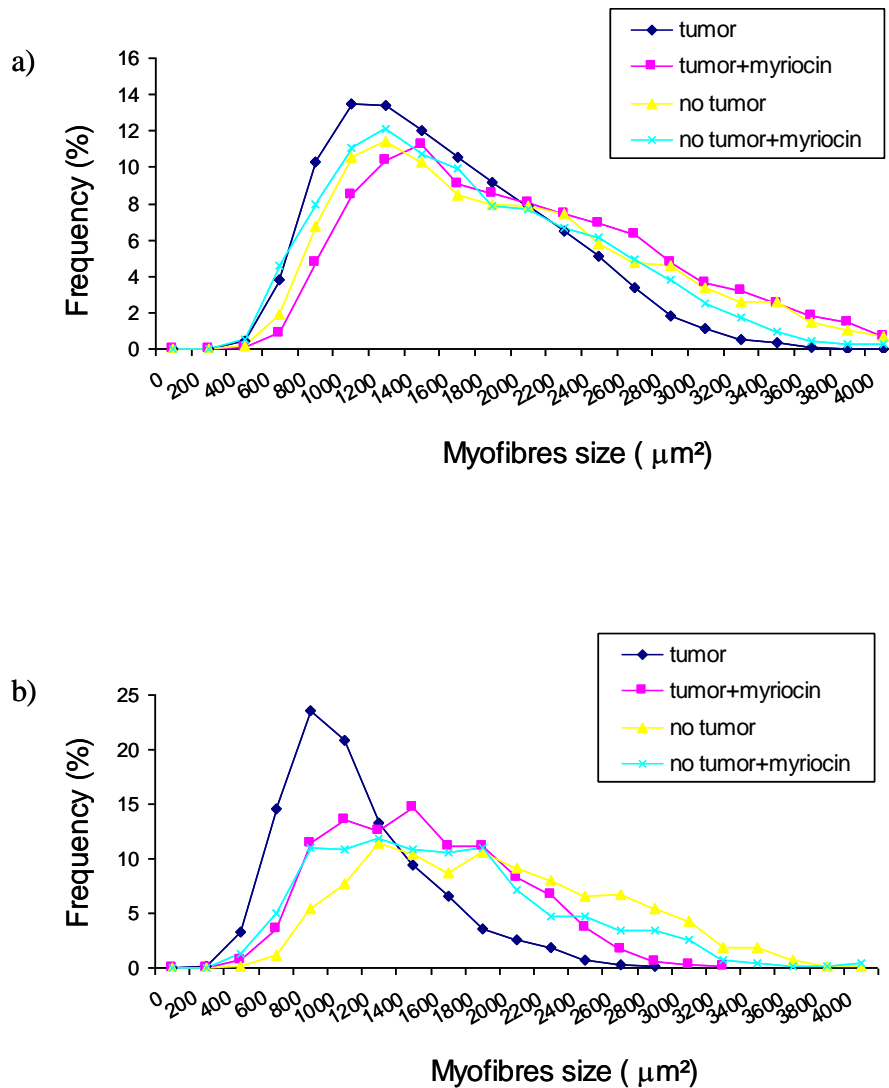 a)
tumor
tumor+myriocin
no tumor
no tumor+myriocin
Frequency (%)
16
14
12
10
8
6
4
2
0
0 200 400 600 800 1000 1200 1400 1600 1800 2000 2200 2400 2600 2800 3000 3200 3400 3600 3800 4000
Myofibres size ( µm²)
b)
tumor
tumor+myriocin
no tumor
no tumor+myriocin
Frequency (%)
25
20
15
10
5
0
0 200 400 600 800 1000 1200 1400 1600 1800 2000 2200 2400 2600 2800 3000 3200 3400 3600 3800 4000
Myofibres size ( µm²)